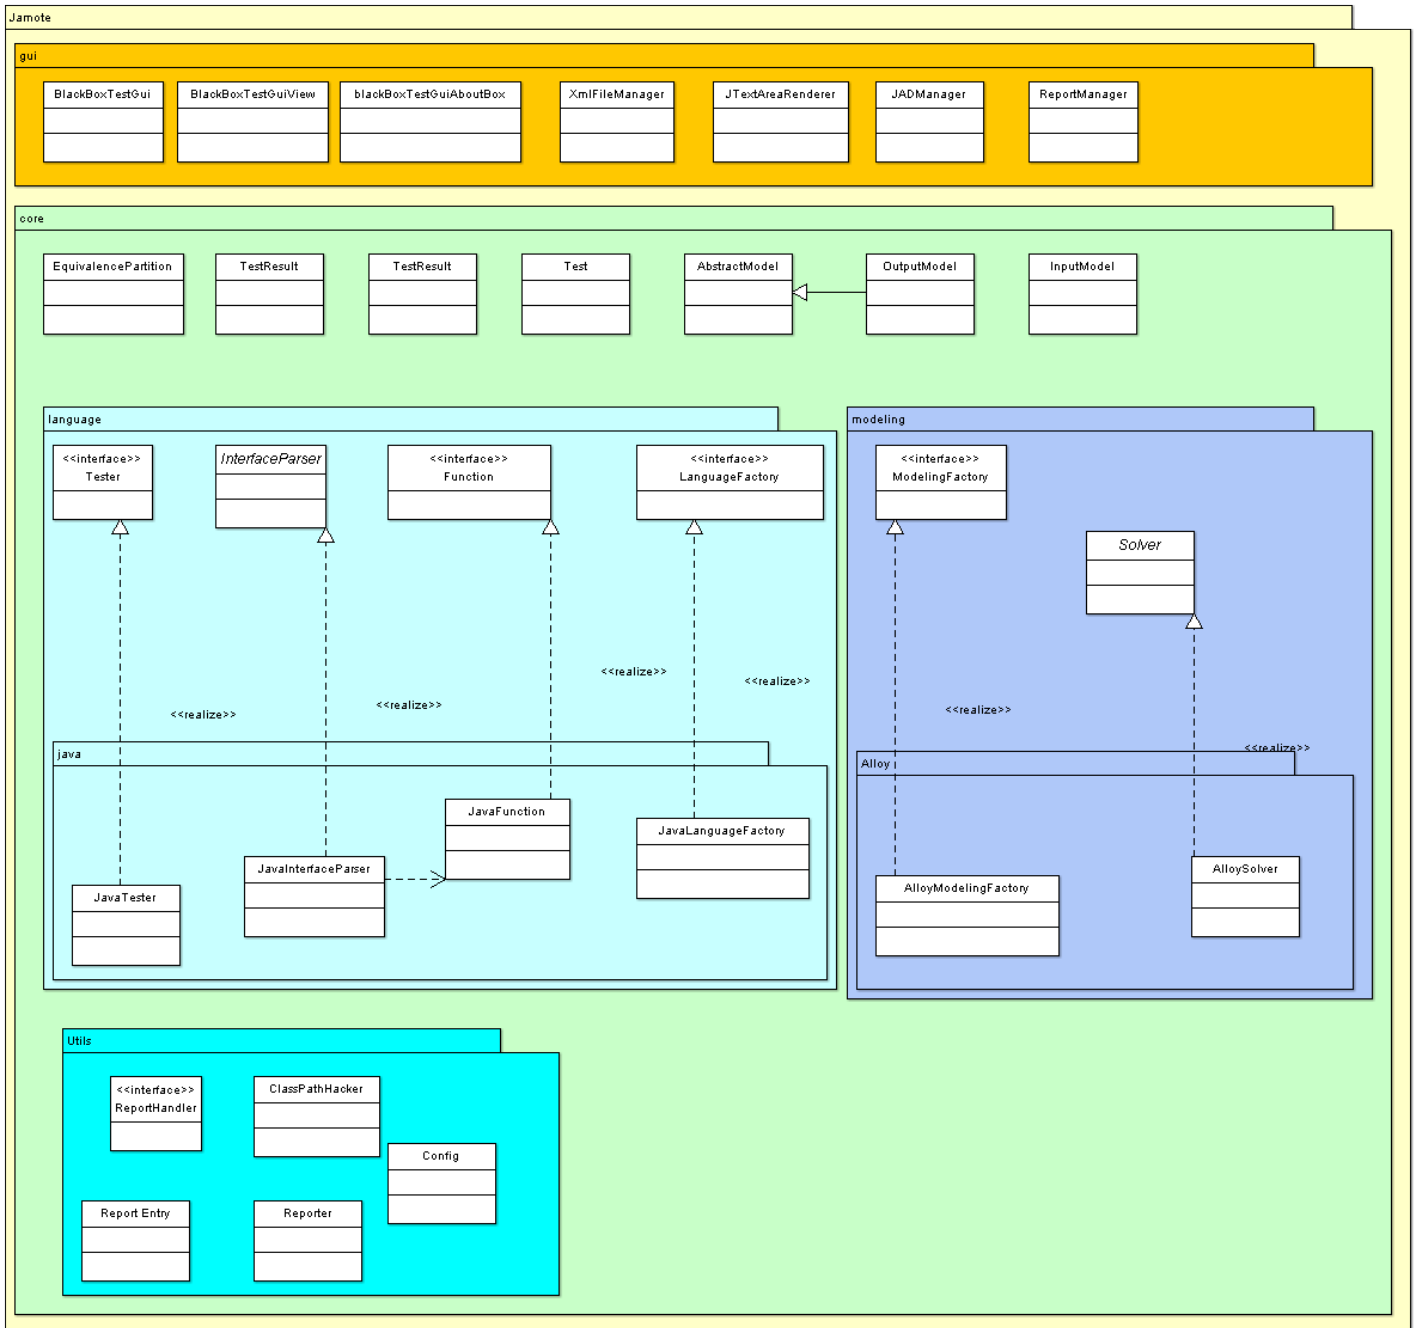 Jamote
gui
BlackBoxTestGui
BlackBoxTestGuiView
blackBoxTestGuiAboutBox
XmlFileManager
JTextAreaRenderer
JADManager
ReportManager
core
EquivalencePartition
TestResult
TestResult
Test
AbstractModel
OutputModel
InputModel
language
<<interface>>
Tester
InterfaceParser
<<interface>>
Function
<<interface>>
LanguageFactory
<<realize>>
<<realize>>
<<realize>>
<<realize>>
java
JavaTester
JavaInterfaceParser
JavaFunction
JavaLanguageFactory
modeling
<<interface>>
ModelingFactory
Solver
<<realize>>
<<realize>>
Alloy
AlloyModelingFactory
AlloySolver
Utils
<<interface>>
ReportHandler
ClassPathHacker
Config
Report Entry
Reporter